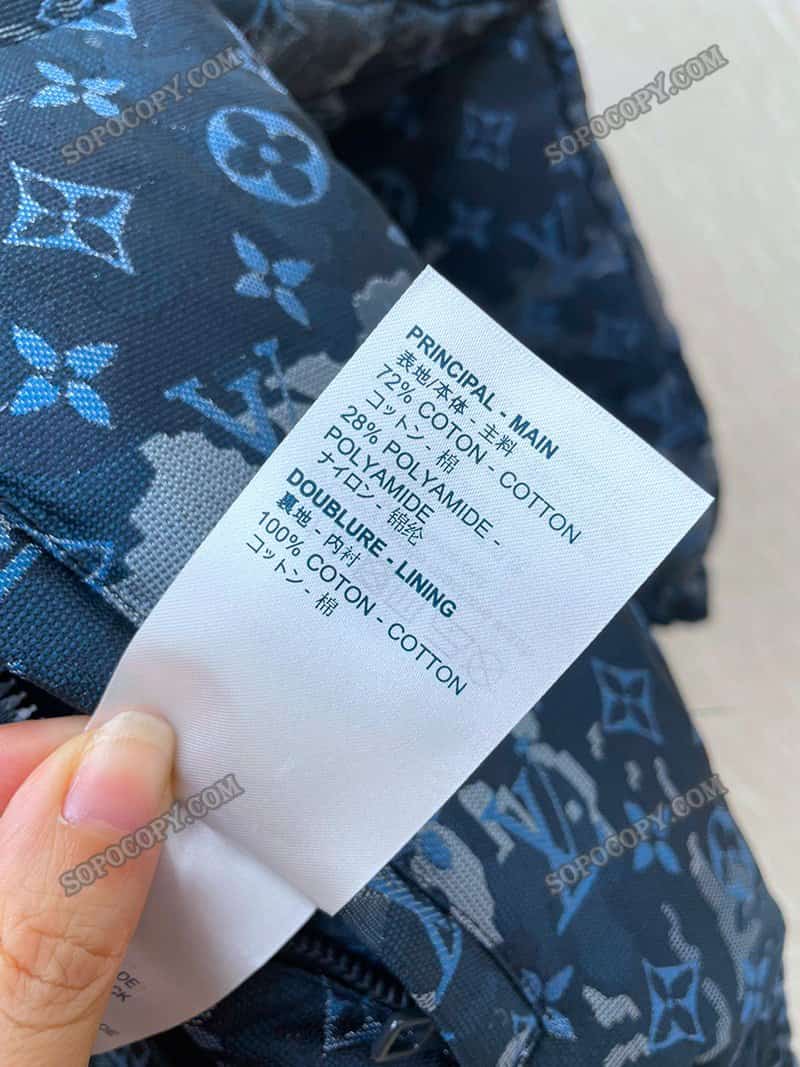 SOPOCOPY.COM
SOPOCOPY.COM
PRINCIPAL - MAIN
表地/本体 - 主料
72% COTON - COTTON
コットン - 棉
28% POLYAMIDE -
POLYAMIDE
ナイロン - 锦纶
DOUBLURE - LINING
裏地 - 内衬
100% COTON - COTTON
コットン - 棉
SOPOCOPY.COM
SOPOCOPY.COM